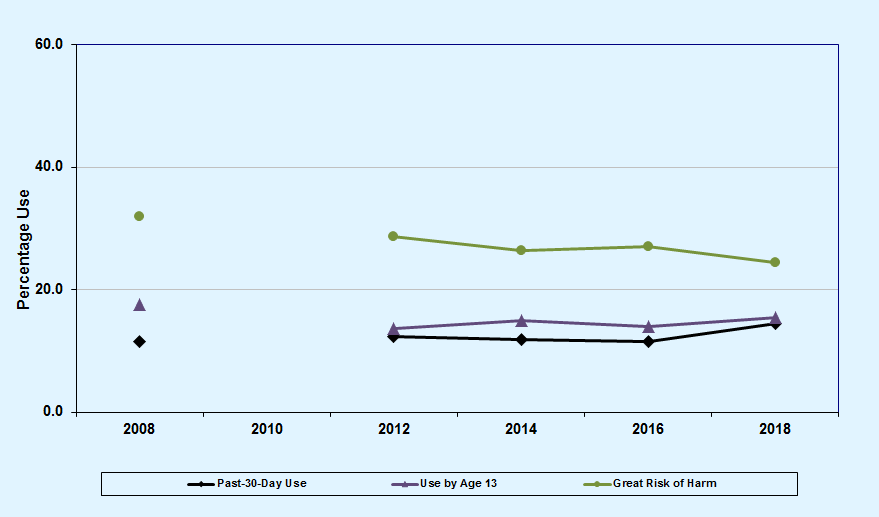 60.0
40.0
20.0
0.0
Percentage Use
2008 2010 2012 2014 2016 2018
Past-30-Day Use Use by Age 13 Great Risk of Harm